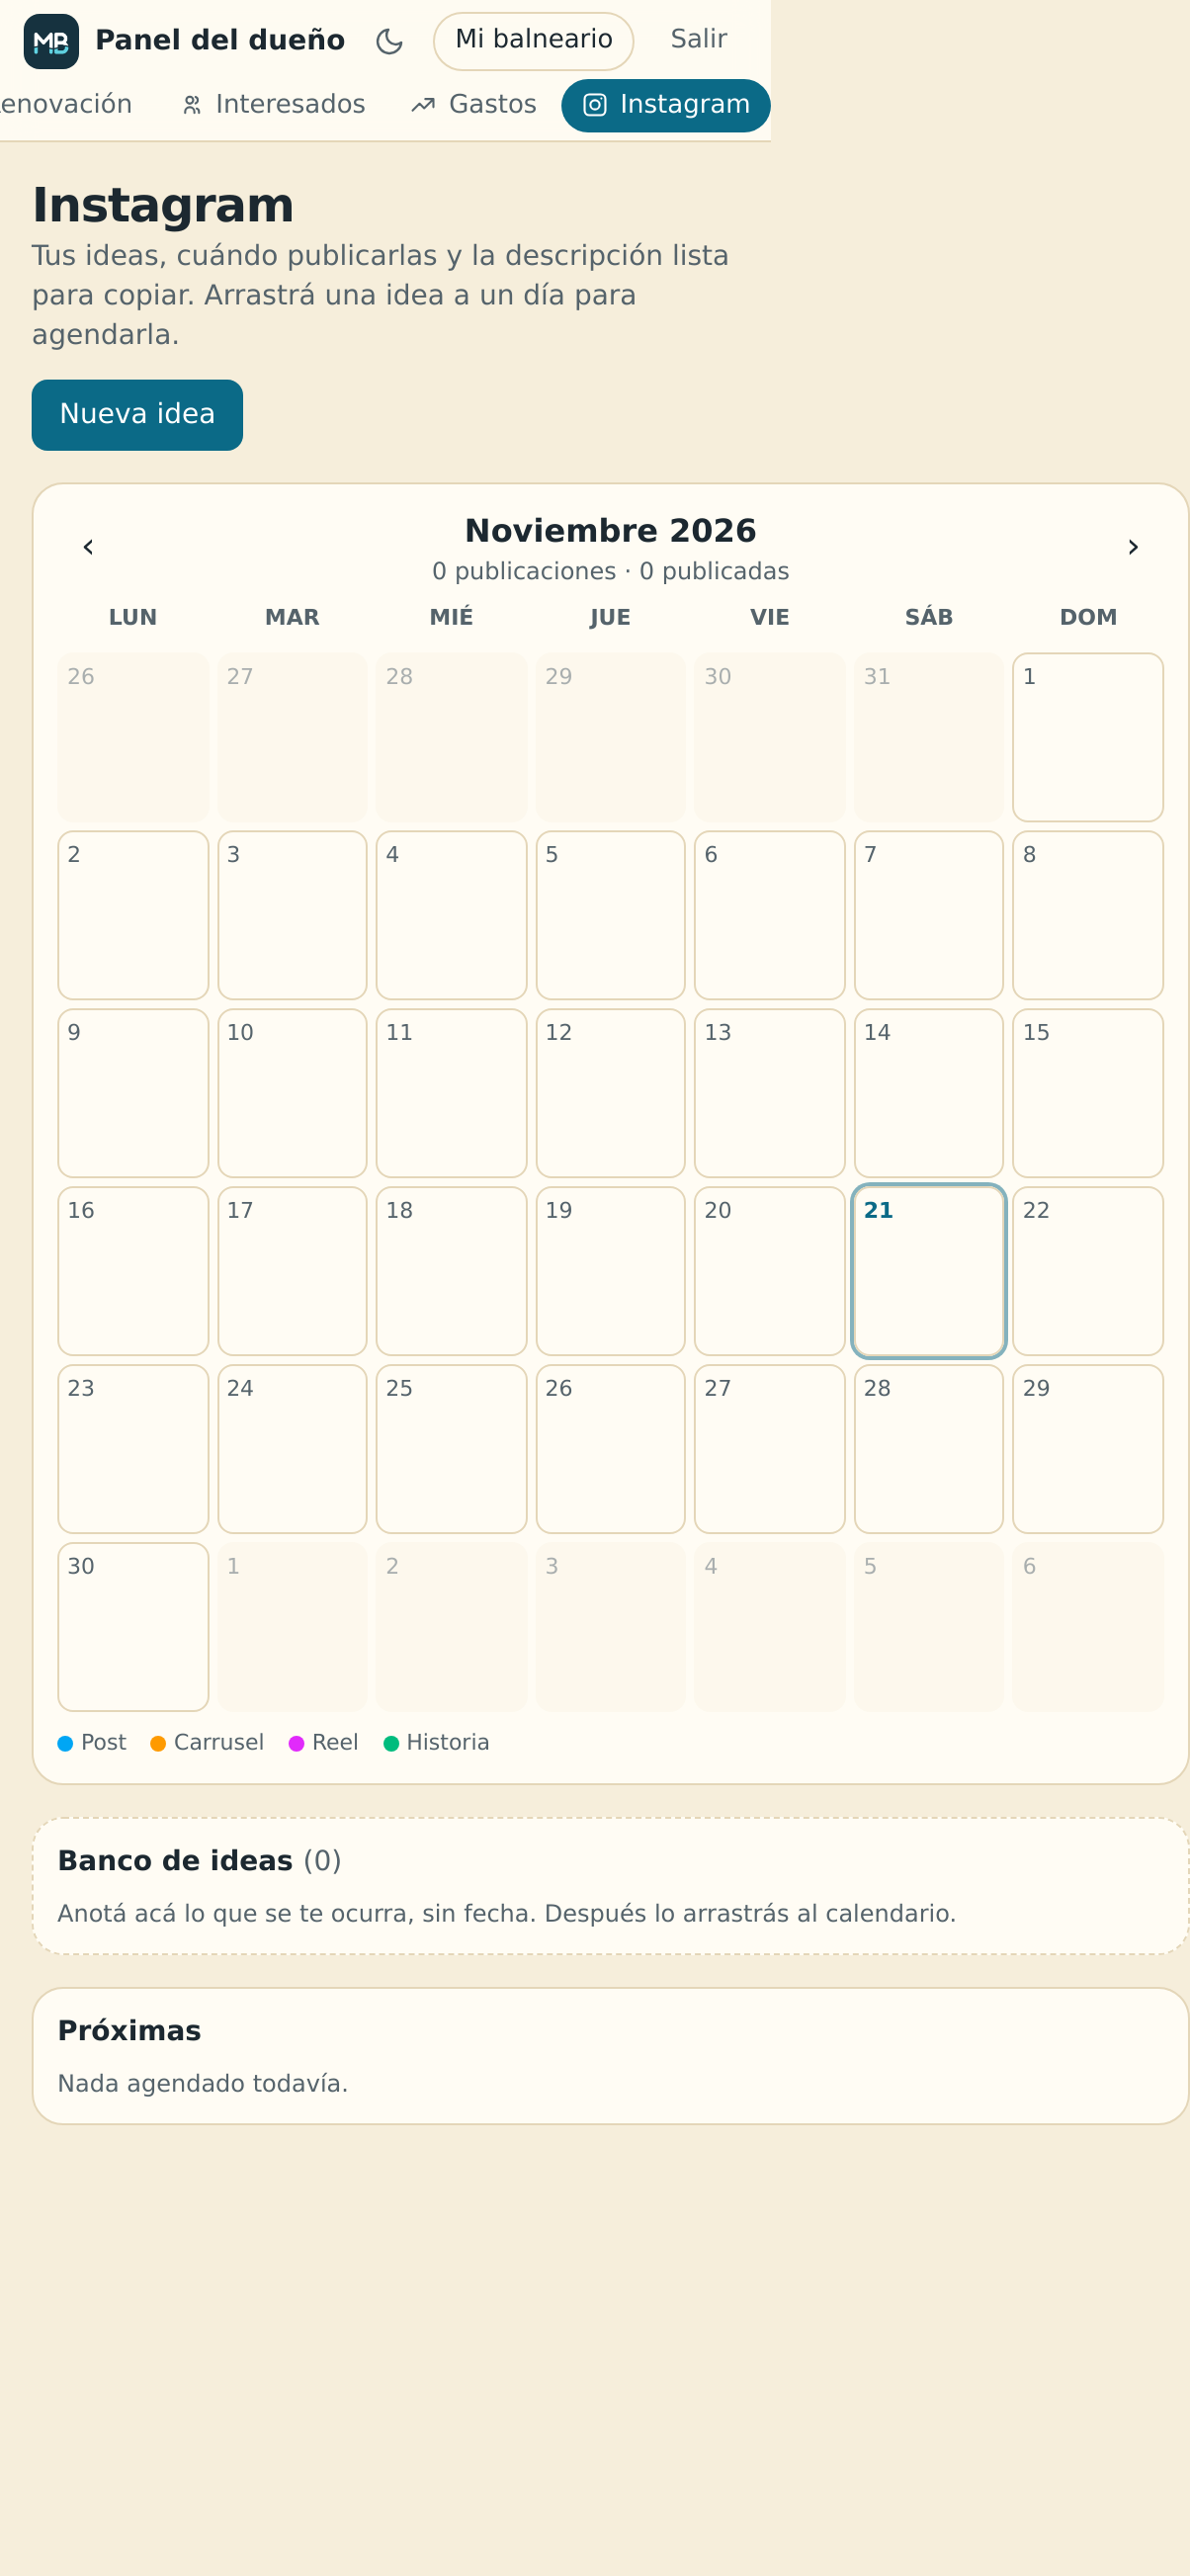 MB Panel del dueño Mi balneario Salir
enovación Interesados Gastos Instagram
Instagram
Tus ideas, cuándo publicarlas y la descripción lista
para copiar. Arrastrá una idea a un día para
agendarla.
Nueva idea
‹ Noviembre 2026 ›
0 publicaciones · 0 publicadas
LUN MAR MIÉ JUE VIE SÁB DOM
26 27 28 29 30 31 1
2 3 4 5 6 7 8
9 10 11 12 13 14 15
16 17 18 19 20 21 22
23 24 25 26 27 28 29
30 1 2 3 4 5 6
Post Carrusel Reel Historia
Banco de ideas (0)
Anotá acá lo que se te ocurra, sin fecha. Después lo arrastrás al calendario.
Próximas
Nada agendado todavía.